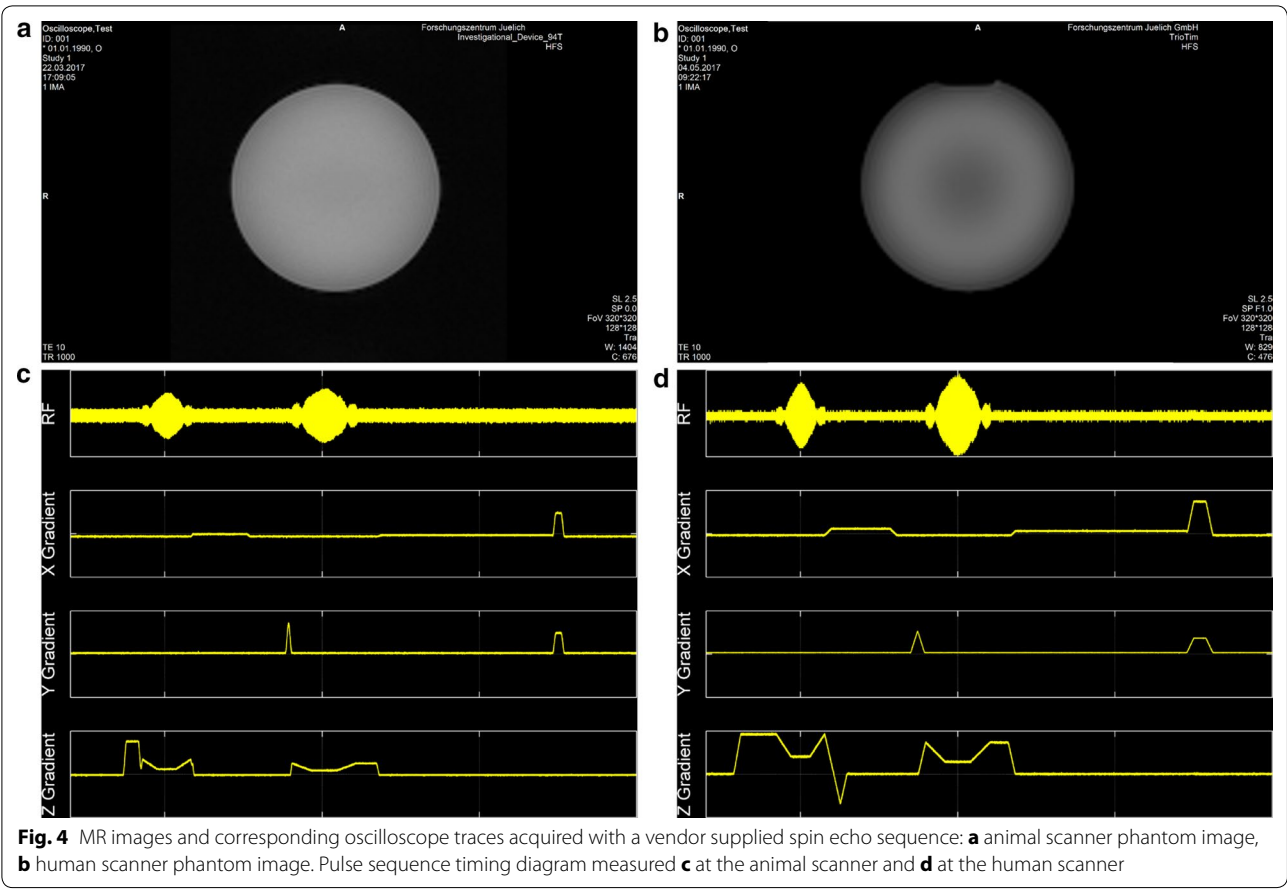 a
Oscilloscope,Test
ID: 001
* 01.01.1990, O
Study 1
22.03.2017
17:09:05
1 IMA
A
Forschungszentrum Juelich
Investigational_Device_94T
HFS
R
SL 2.5
SP 0.0
FoV 320*320
128*128
Tra
W: 1404
C: 676
TE 10
TR 1000
b
Oscilloscope,Test
ID: 001
* 01.01.1990, O
Study 1
04.05.2017
09:22:17
1 IMA
A
Forschungszentrum Juelich GmbH
TrioTim
HFS
R
SL 2.5
SP F1.0
FoV 320*320
128*128
Tra
W: 829
C: 476
TE 10
TR 1000
c
RF
X Gradient
Y Gradient
Z Gradient
d
RF
X Gradient
Y Gradient
Z Gradient
Fig. 4 MR images and corresponding oscilloscope traces acquired with a vendor supplied spin echo sequence: a animal scanner phantom image,
b human scanner phantom image. Pulse sequence timing diagram measured c at the animal scanner and d at the human scanner